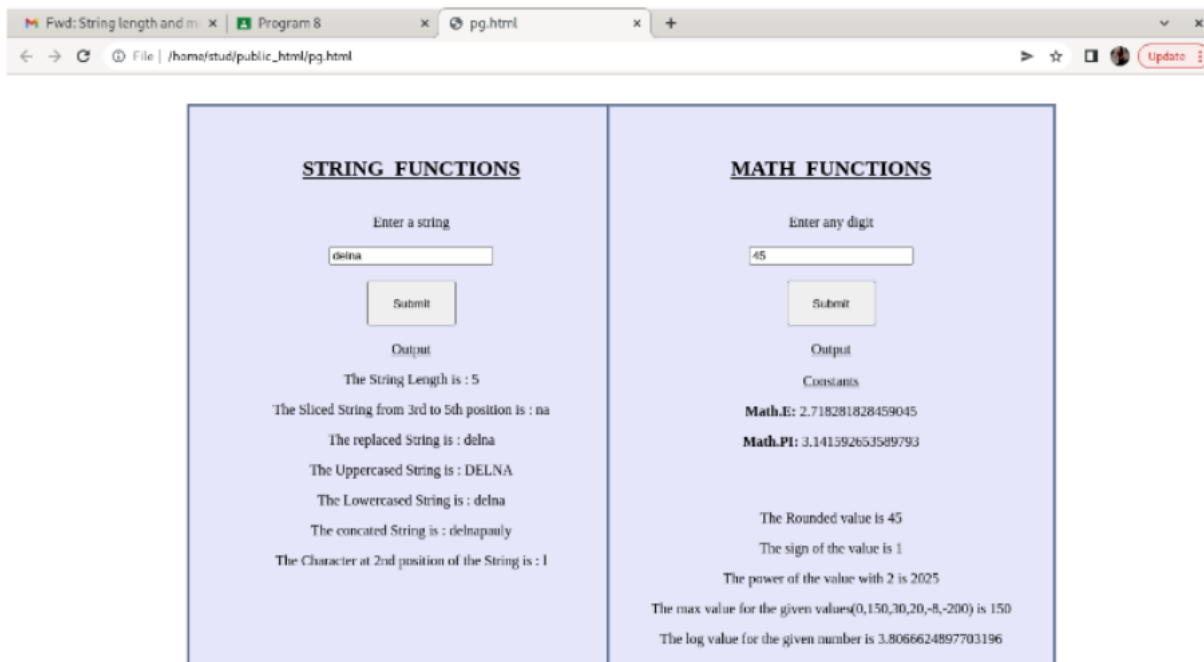 Fwd: String length and m
Program 8
pg.html
File | /home/stud/public_html/pg.html
Update
STRING FUNCTIONS
Enter a string
delna
Submit
Output
The String Length is : 5
The Sliced String from 3rd to 5th position is : na
The replaced String is : delna
The Uppercased String is : DELNA
The Lowercased String is : delna
The concated String is : delnapauly
The Character at 2nd position of the String is : l
MATH FUNCTIONS
Enter any digit
45
Submit
Output
Constants
Math.E: 2.718281828459045
Math.PI: 3.141592653589793
The Rounded value is 45
The sign of the value is 1
The power of the value with 2 is 2025
The max value for the given values(0,150,30,20,-8,-200) is 150
The log value for the given number is 3.8066624897703196